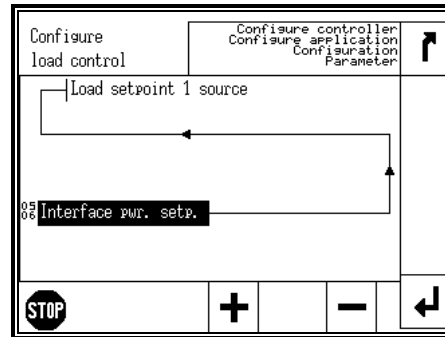 Configure
load control
Configure controller
Configure application
Configuration
Parameter
Load setpoint 1 source
05
06
Interface pwr. setp.
STOP
+
−